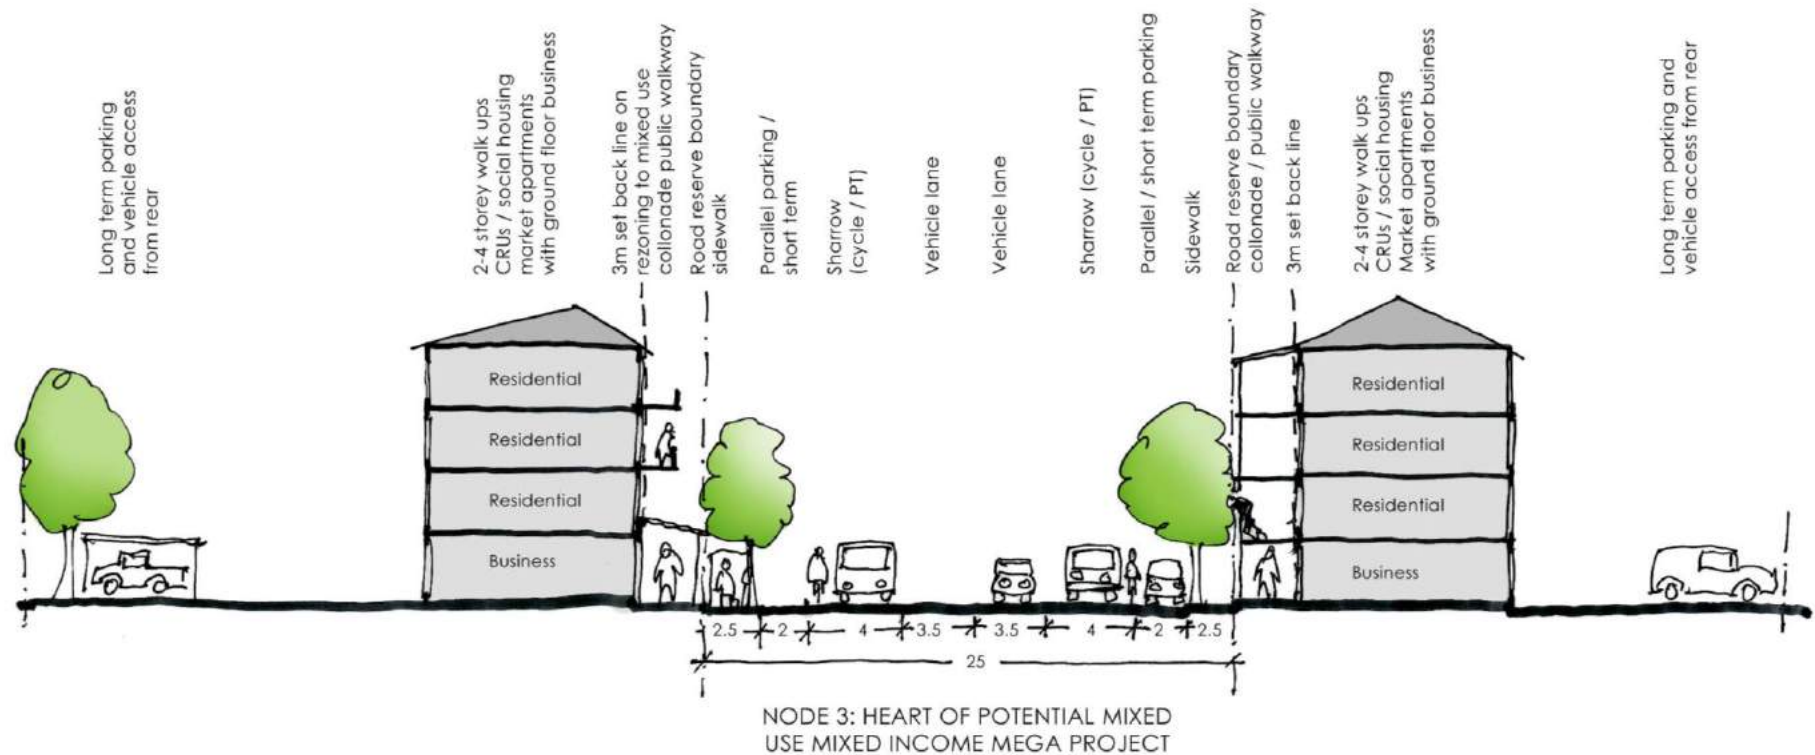 Long term parking
and vehicle access
from rear
2-4 storey walk ups
CRUs / social housing
market apartments
with ground floor business
3m set back line on
rezoning to mixed use
collonade public walkway
Road reserve boundary
sidewalk
Parallel parking /
short term
Sharrow
(cycle / PT)
Vehicle lane
Vehicle lane
Sharrow (cycle / PT)
Parallel / short term parking
Sidewalk
Road reserve boundary
collonade / public walkway
3m set back line
2-4 storey walk ups
CRUs / social housing
Market apartments
with ground floor business
Long term parking and
vehicle access from rear
Residential
Residential
Residential
Business
Residential
Residential
Residential
Business
2.5 2 4 3.5 3.5 4 2 2.5
25
NODE 3: HEART OF POTENTIAL MIXED
USE MIXED INCOME MEGA PROJECT